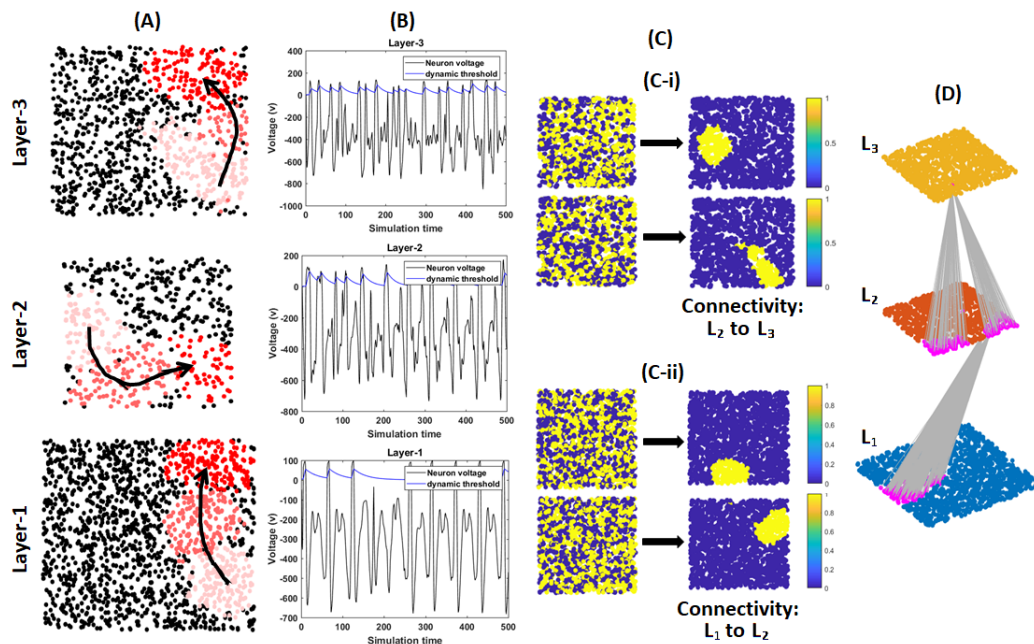 (A)
Layer-3
Layer-2
Layer-1
(B)
Layer-3
Neuron voltage
dynamic threshold
Voltage (v)
400
200
0
-200
-400
-600
-800
-1000
0 100 200 300 400 500
Simulation time
Layer-2
Neuron voltage
dynamic threshold
Voltage (v)
200
0
-200
-400
-600
-800
0 100 200 300 400 500
Simulation time
Layer-1
Neuron voltage
dynamic threshold
Voltage (v)
100
0
-100
-200
-300
-400
-500
-600
-700
0 100 200 300 400 500
Simulation time
(C)
(C-i)
1
0.5
0
1
0.5
0
Connectivity:
L2 to L3
(C-ii)
1
0.8
0.6
0.4
0.2
0
1
0.8
0.6
0.4
0.2
0
Connectivity:
L1 to L2
(D)
L3
L2
L1